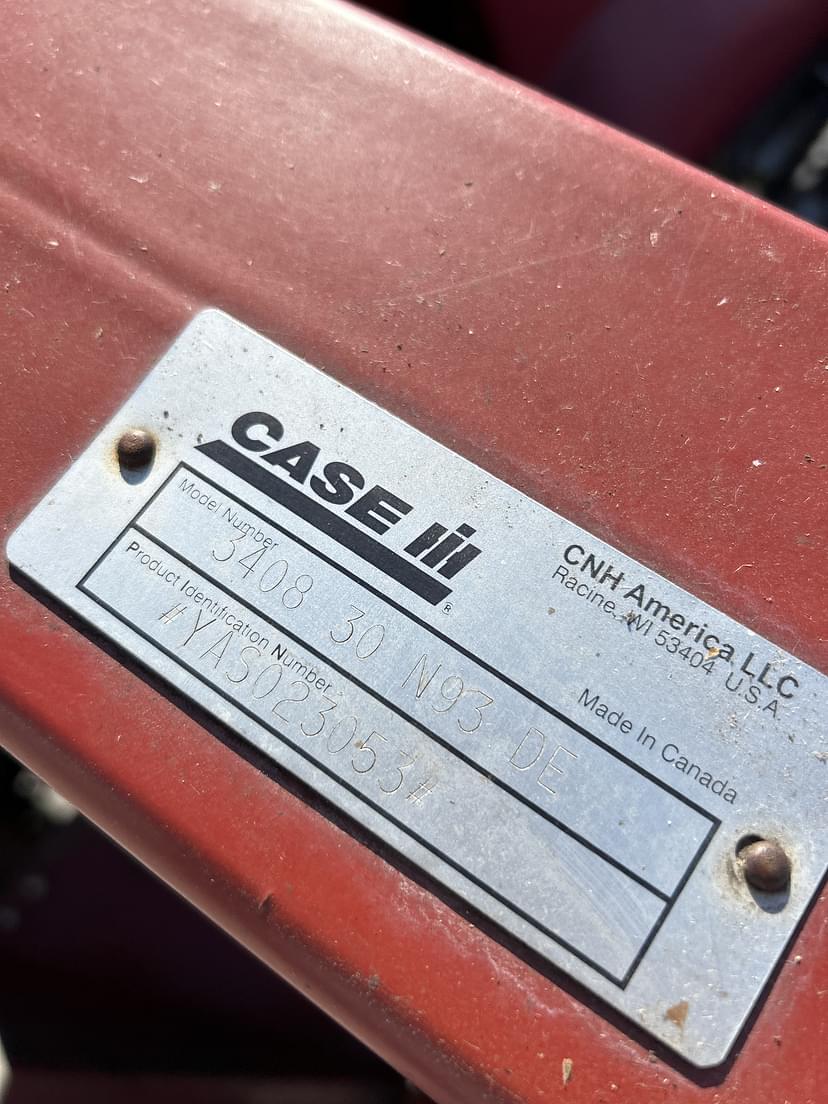 CASE IH
®
CNH America LLC
Racine, WI 53404 U.S.A.
Made In Canada
Model Number
3408 30 N93 DE
Product Identification Number
#YAS023053#